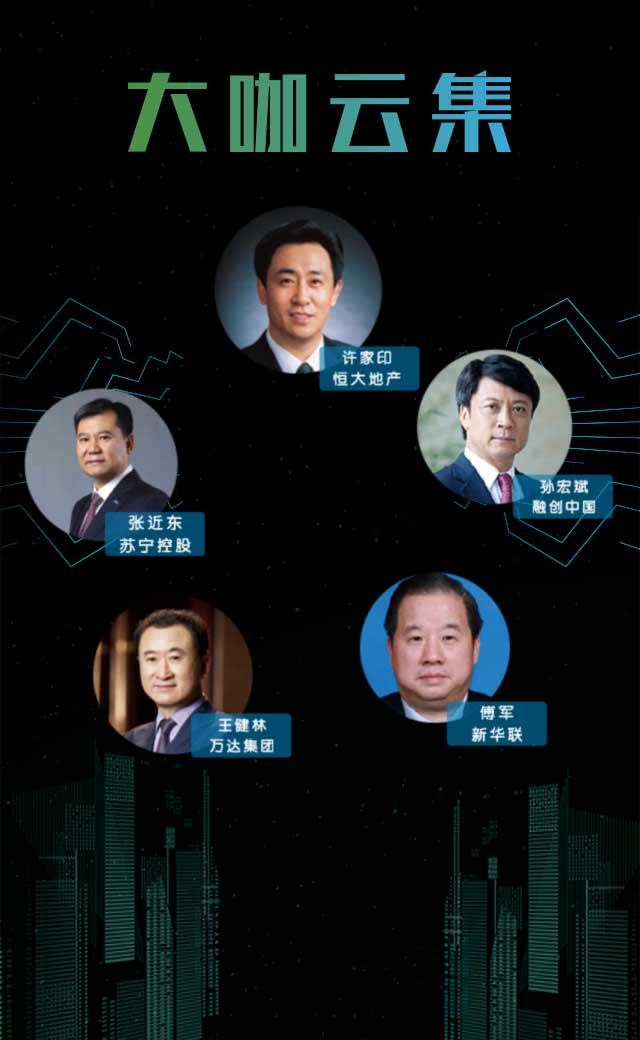 大咖云集
许家印
恒大地产
孙宏斌
融创中国
张近东
苏宁控股
王健林
万达集团
傅军
新华联